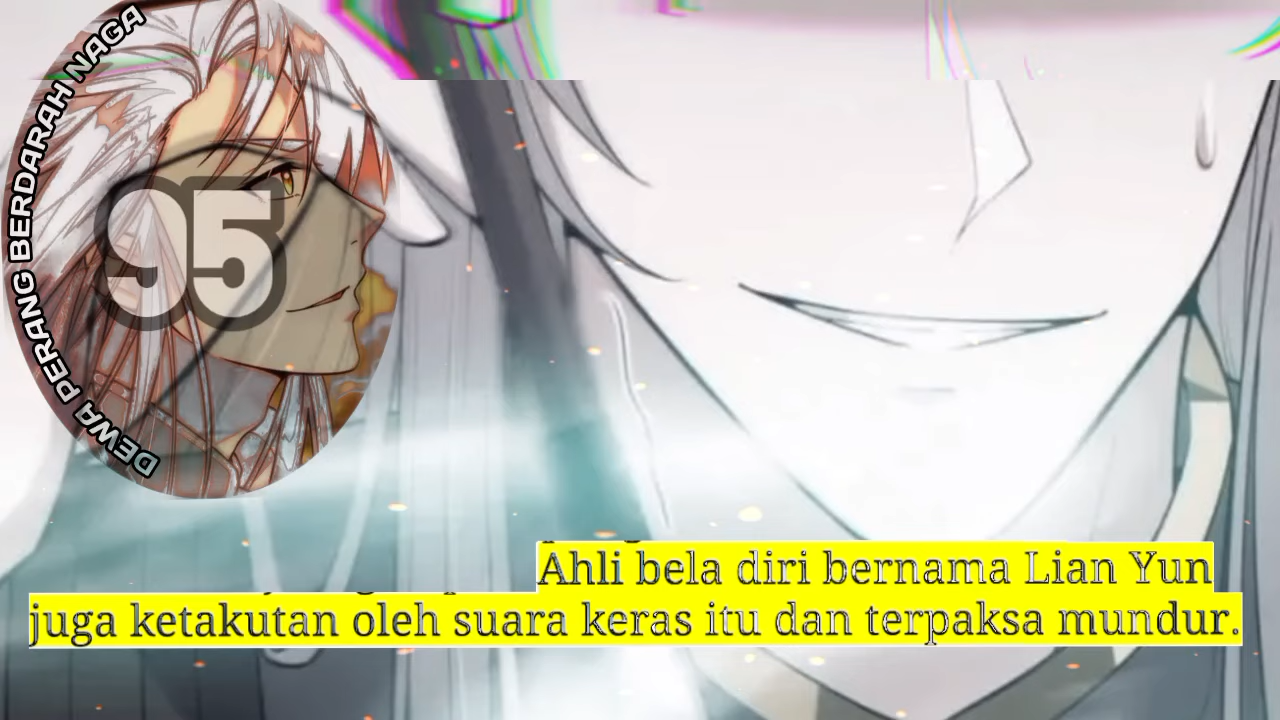 DEWA PERANG BERDARAH NAGA
95
Ahli bela diri bernama Lian Yun
juga ketakutan oleh suara keras itu dan terpaksa mundur.